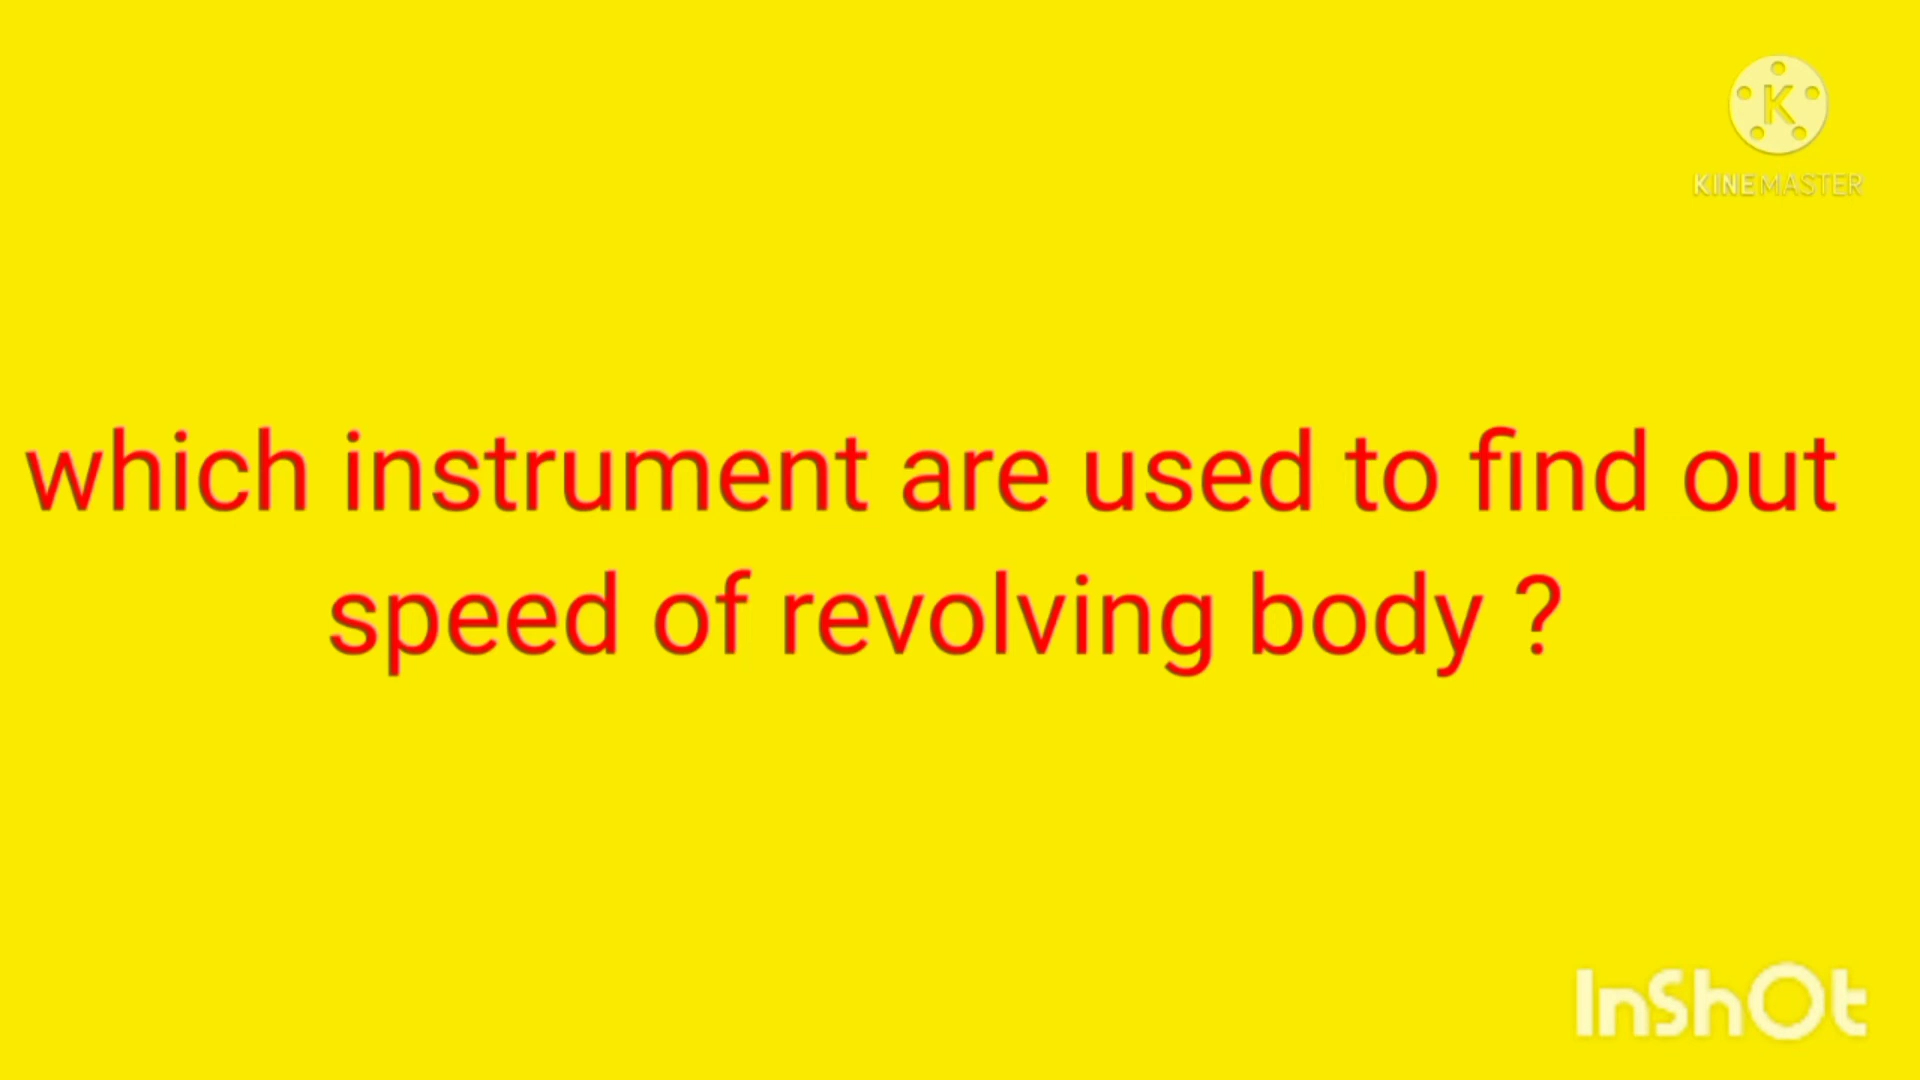 K
KINEMASTER
which instrument are used to find out
speed of revolving body ?
InShOt